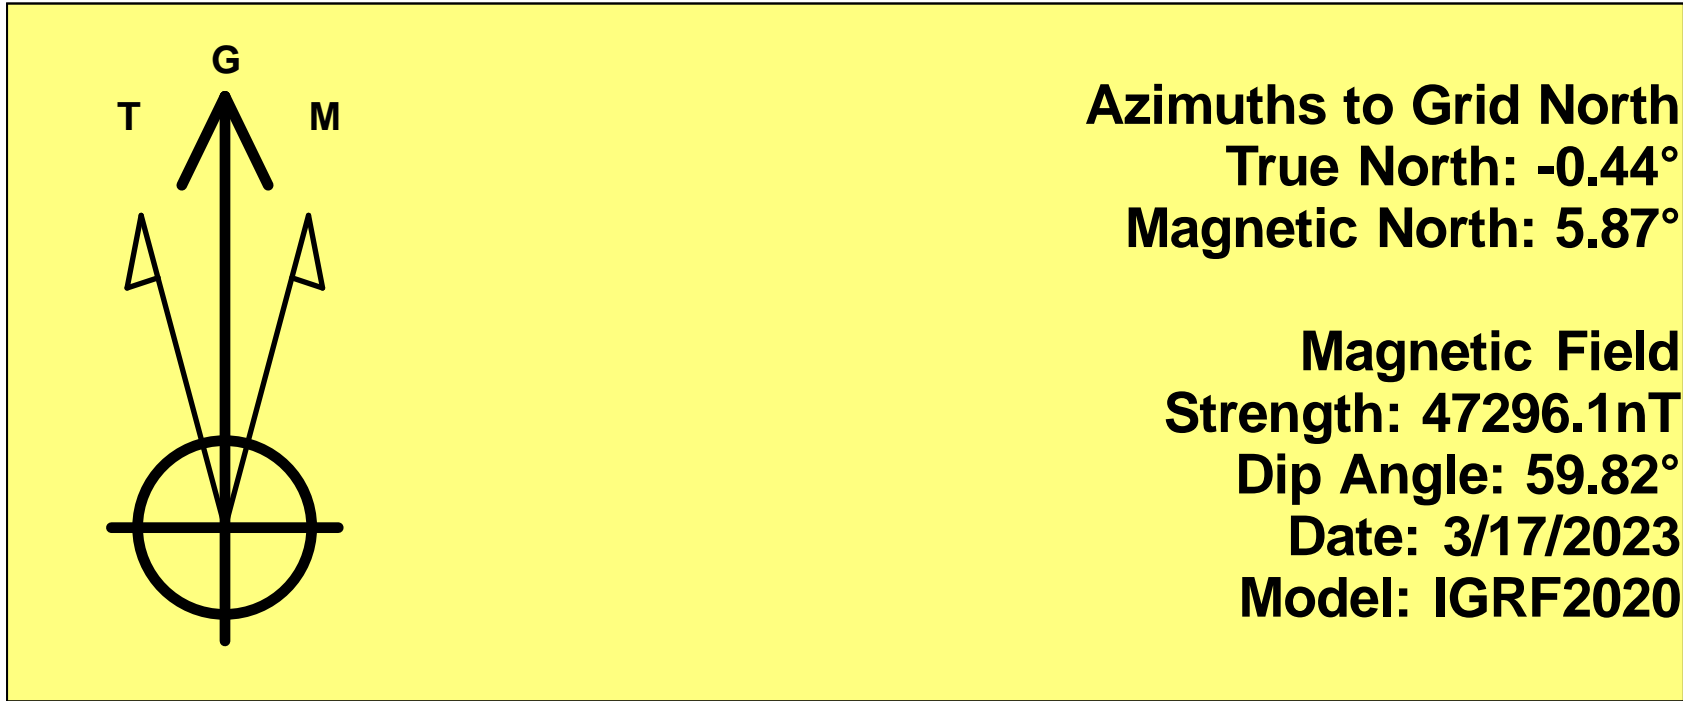 G
T M
Azimuths to Grid North
True North: -0.44°
Magnetic North: 5.87°
Magnetic Field
Strength: 47296.1nT
Dip Angle: 59.82°
Date: 3/17/2023
Model: IGRF2020